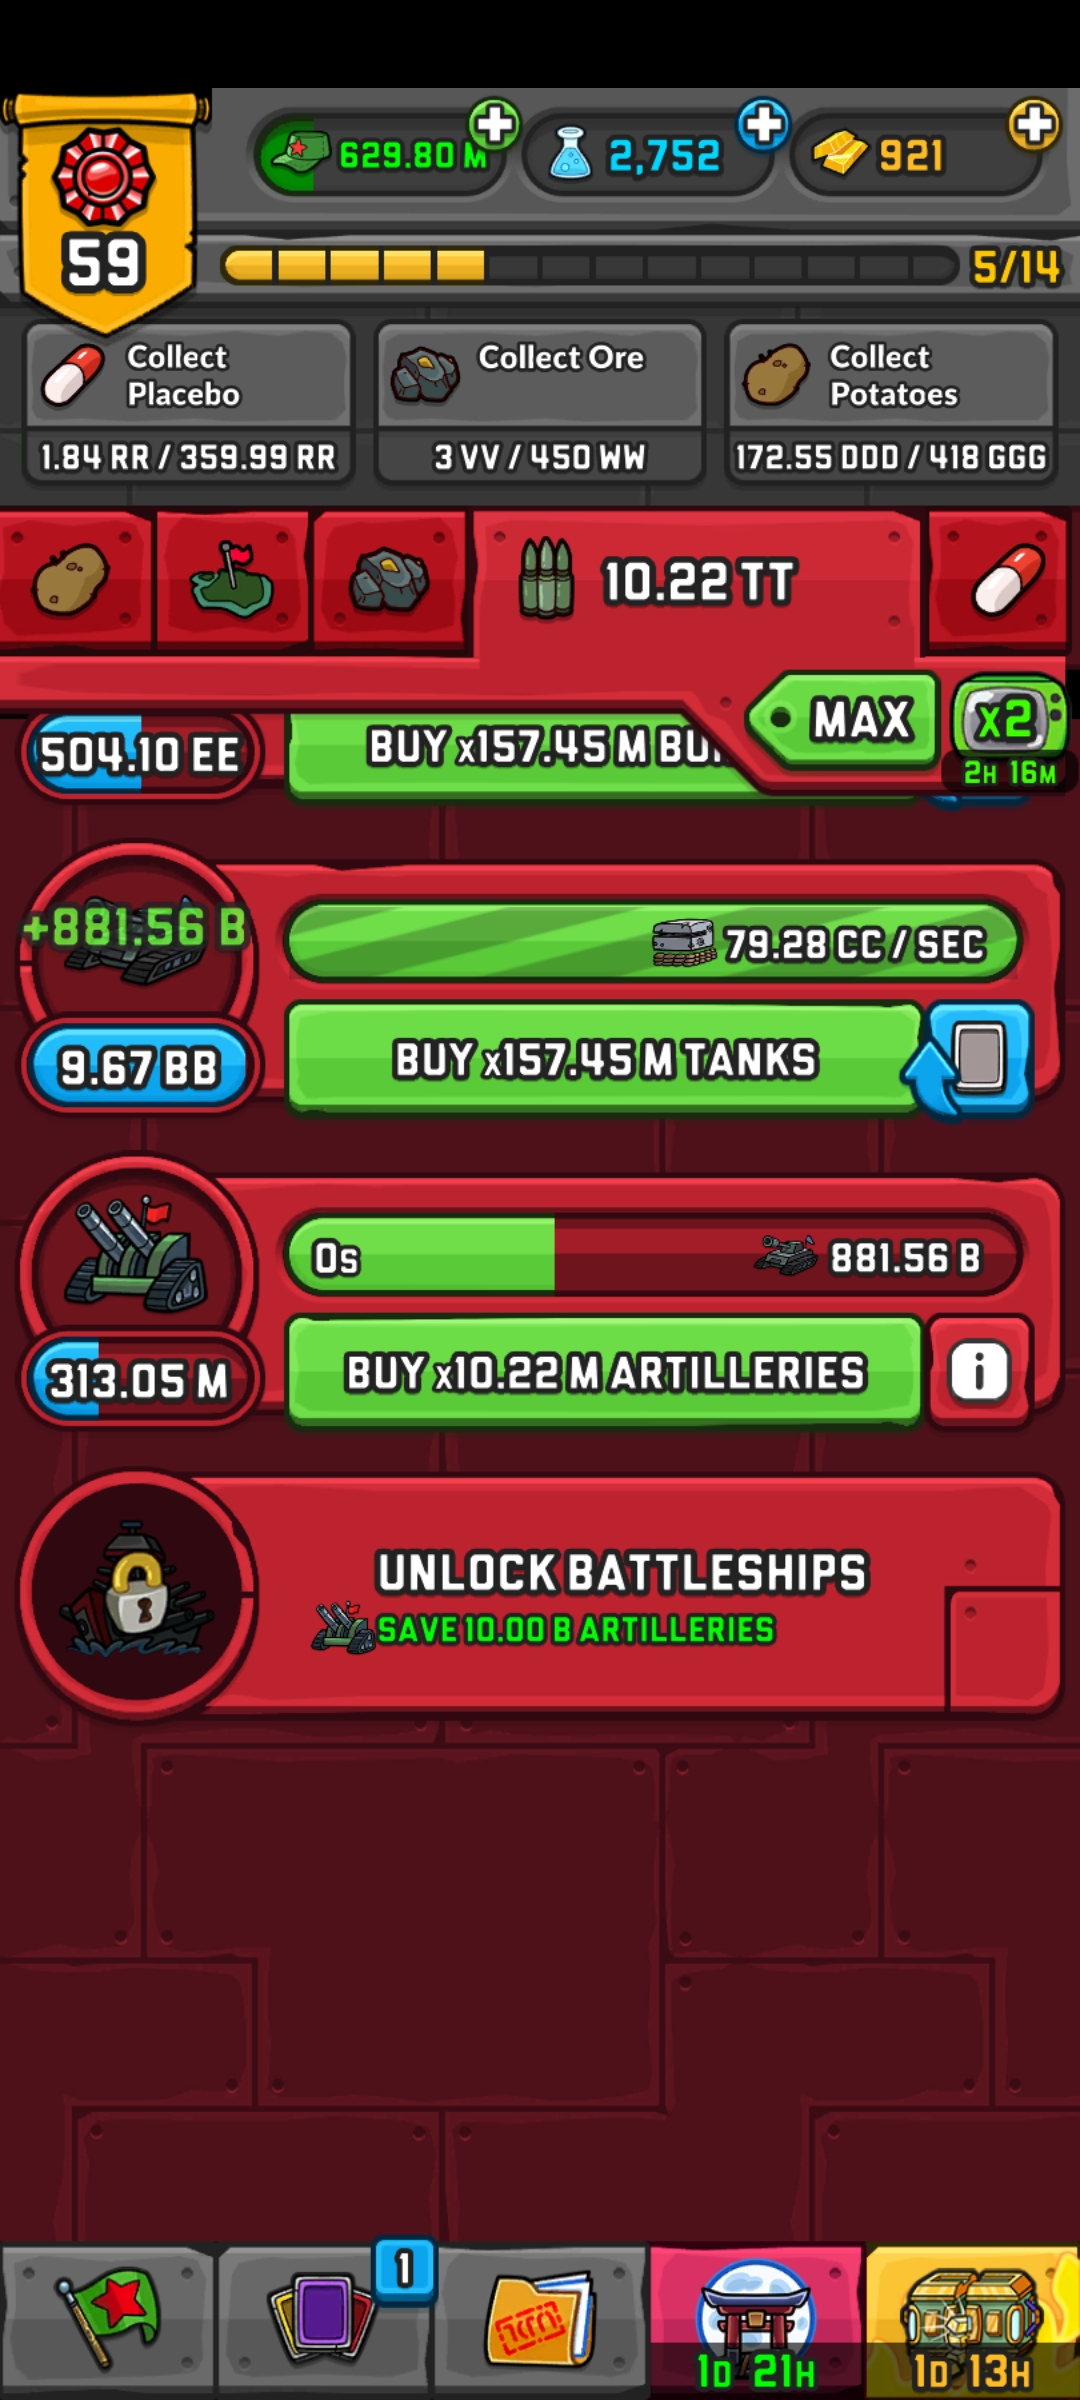 629.80 M
2,752
921
59
5/14
Collect
Placebo
1.84 RR / 359.99 RR
Collect Ore
3 VV / 450 WW
Collect
Potatoes
172.55 DDD / 418 GGG
10.22 TT
MAX
x2
2H 16M
504.10 EE
BUY x157.45 M
+881.56 B
79.28 CC / SEC
9.67 BB
BUY x157.45 M TANKS
0s
881.56 B
313.05 M
BUY x10.22 M ARTILLERIES
i
UNLOCK BATTLESHIPS
SAVE 10.00 B ARTILLERIES
1
1D 21H
1D 13H